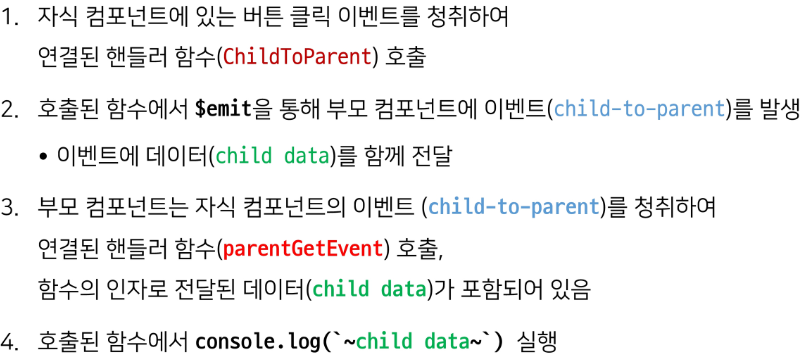 1. 자식 컴포넌트에 있는 버튼 클릭 이벤트를 청취하여
연결된 핸들러 함수(ChildToParent) 호출
2. 호출된 함수에서 $emit을 통해 부모 컴포넌트에 이벤트(child-to-parent)를 발생
• 이벤트에 데이터(child data)를 함께 전달
3. 부모 컴포넌트는 자식 컴포넌트의 이벤트 (child-to-parent)를 청취하여
연결된 핸들러 함수(parentGetEvent) 호출,
함수의 인자로 전달된 데이터(child data)가 포함되어 있음
4. 호출된 함수에서 console.log(`~child data~`) 실행